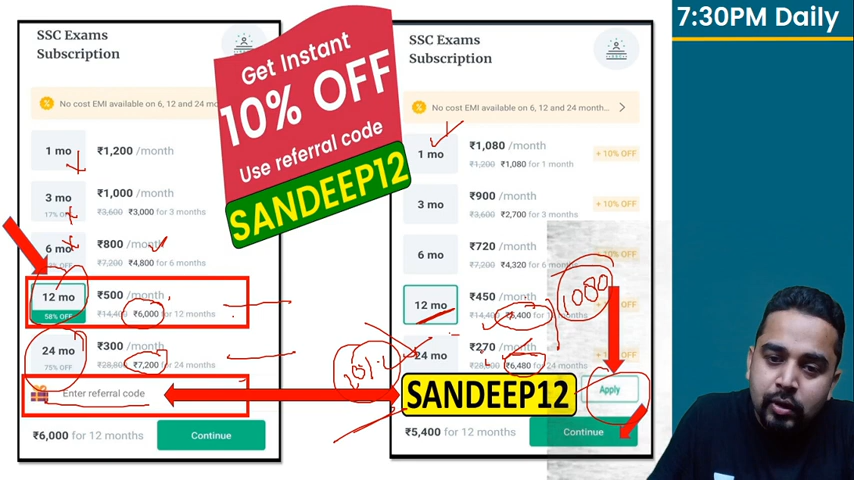 7:30PM Daily
SSC Exams
Subscription
No cost EMI available on 6, 12 and 24 mo
1 mo
₹1,200 /month
3 mo
17% OFF
₹1,000 /month
₹3,600 ₹3,000 for 3 months
6 mo
₹800 /month
₹7,200 ₹4,800 for 6 months
12 mo
58% OFF
₹500 /month
₹14,400 ₹6,000 for 12 months
24 mo
75% OFF
₹300 /month
₹28,800 ₹7,200 for 24 months
Enter referral code
₹6,000 for 12 months
Continue
Get Instant
10% OFF
Use referral code
SANDEEP12
SSC Exams
Subscription
No cost EMI available on 6, 12 and 24 month...
1 mo
₹1,080 /month
₹1,200 ₹1,080 for 1 month
+ 10% OFF
3 mo
₹900 /month
₹3,600 ₹2,700 for 3 months
+ 10% OFF
6 mo
₹720 /month
₹7,200 ₹4,320 for 6 months
+ 10% OFF
12 mo
₹450 /month
₹5,400 for 12 months
1080
24 mo
₹270 /month
₹6,480 for 24 months
10%
SANDEEP12
Apply
₹5,400 for 12 months
Continue